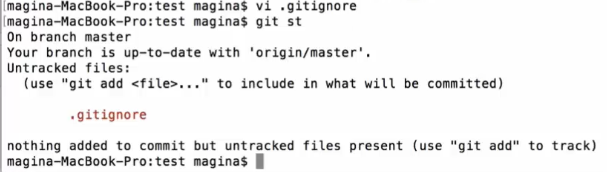 magina-MacBook-Pro:test magina$ vi .gitignore
magina-MacBook-Pro:test magina$ git st
On branch master
Your branch is up-to-date with 'origin/master'.
Untracked files:
  (use "git add <file>..." to include in what will be committed)
        .gitignore
nothing added to commit but untracked files present (use "git add" to track)
magina-MacBook-Pro:test magina$